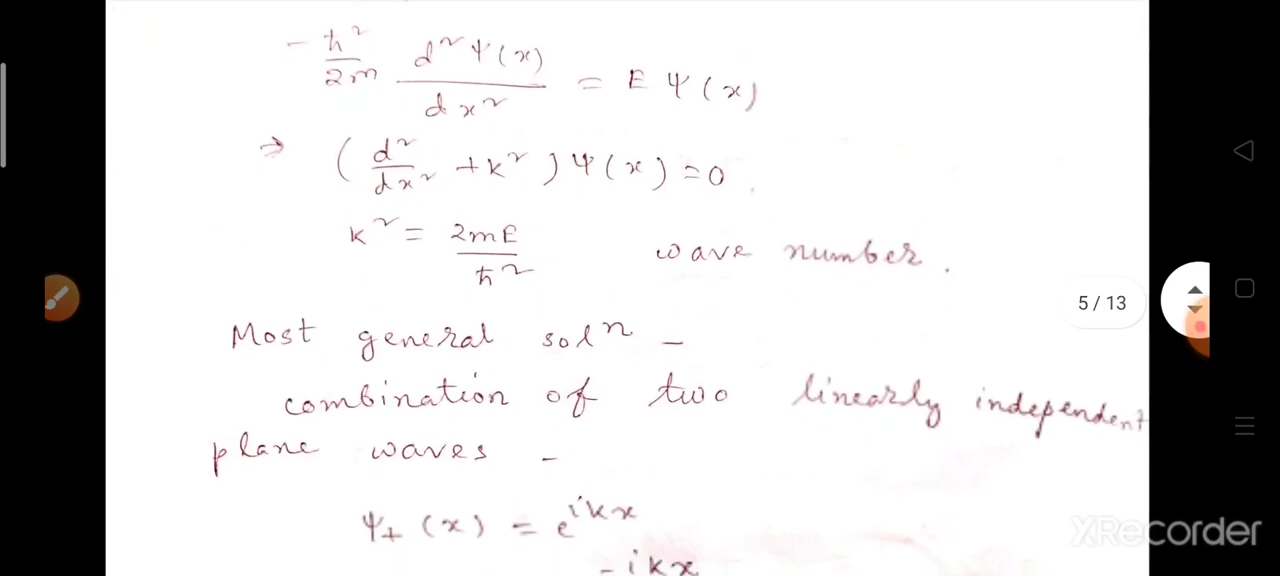 - ħ²/2m d²Ψ(x)/dx² = E Ψ(x)
→ (d²/dx² + k²) Ψ(x) = 0
k² = 2mE/ħ² wave number.
5 / 13
Most general solⁿ -
combination of two linearly independent
plane waves -
Ψ₊(x) = e^{ikx}
- ikx
XRecorder